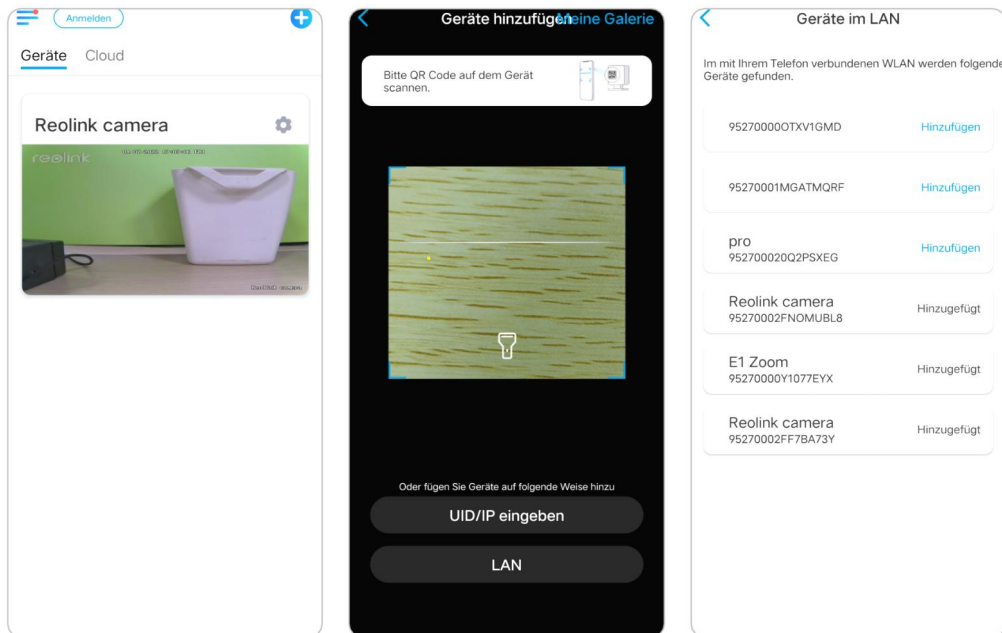 Anmelden
Geräte Cloud
Reolink camera
reolink
Geräte hinzufügen
Meine Galerie
Bitte QR Code auf dem Gerät
scannen.
Oder fügen Sie Geräte auf folgende Weise hinzu
UID/IP eingeben
LAN
Geräte im LAN
Im mit Ihrem Telefon verbundenen WLAN werden folgende
Geräte gefunden.
95270000OTXV1GMD Hinzufügen
95270001MGATMQRF Hinzufügen
pro
952700020Q2PSXEG Hinzufügen
Reolink camera
95270002FNOMUBL8 Hinzugefügt
E1 Zoom
95270000Y1077EYX Hinzugefügt
Reolink camera
95270002FF7BA73Y Hinzugefügt